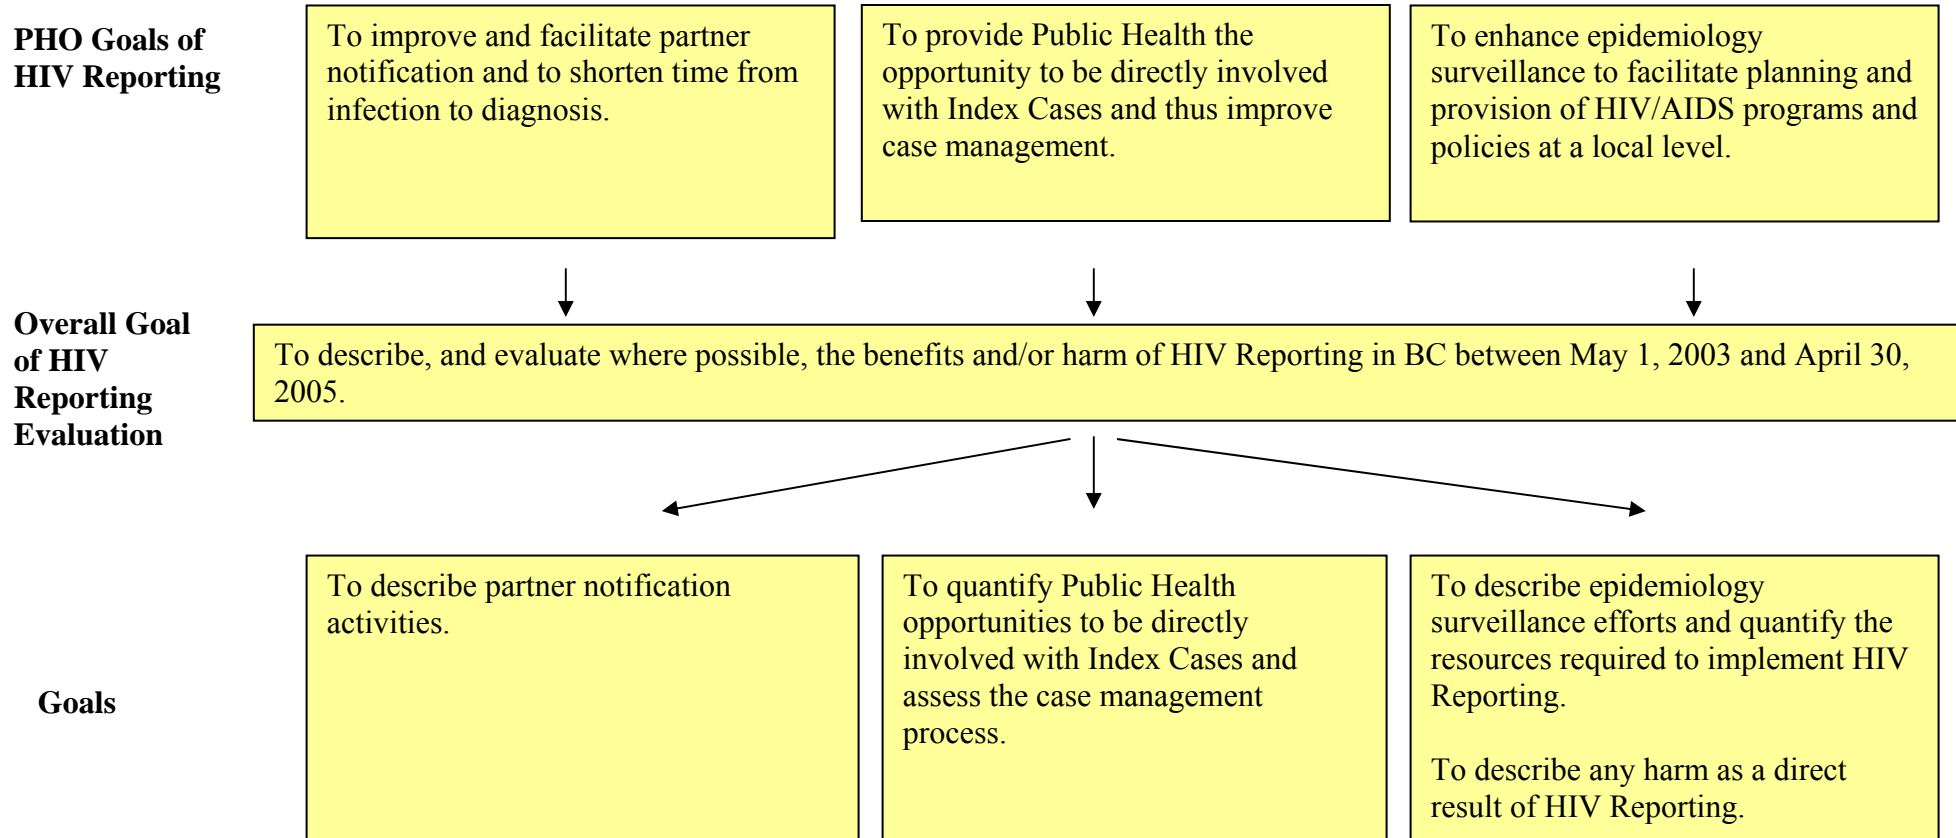 PHO Goals of
HIV Reporting
To improve and facilitate partner
notification and to shorten time from
infection to diagnosis.
To provide Public Health the
opportunity to be directly involved
with Index Cases and thus improve
case management.
To enhance epidemiology
surveillance to facilitate planning and
provision of HIV/AIDS programs and
policies at a local level.
Overall Goal
of HIV
Reporting
Evaluation
To describe, and evaluate where possible, the benefits and/or harm of HIV Reporting in BC between May 1, 2003 and April 30,
2005.
Goals
To describe partner notification
activities.
To quantify Public Health
opportunities to be directly
involved with Index Cases and
assess the case management
process.
To describe epidemiology
surveillance efforts and quantify the
resources required to implement HIV
Reporting.
To describe any harm as a direct
result of HIV Reporting.